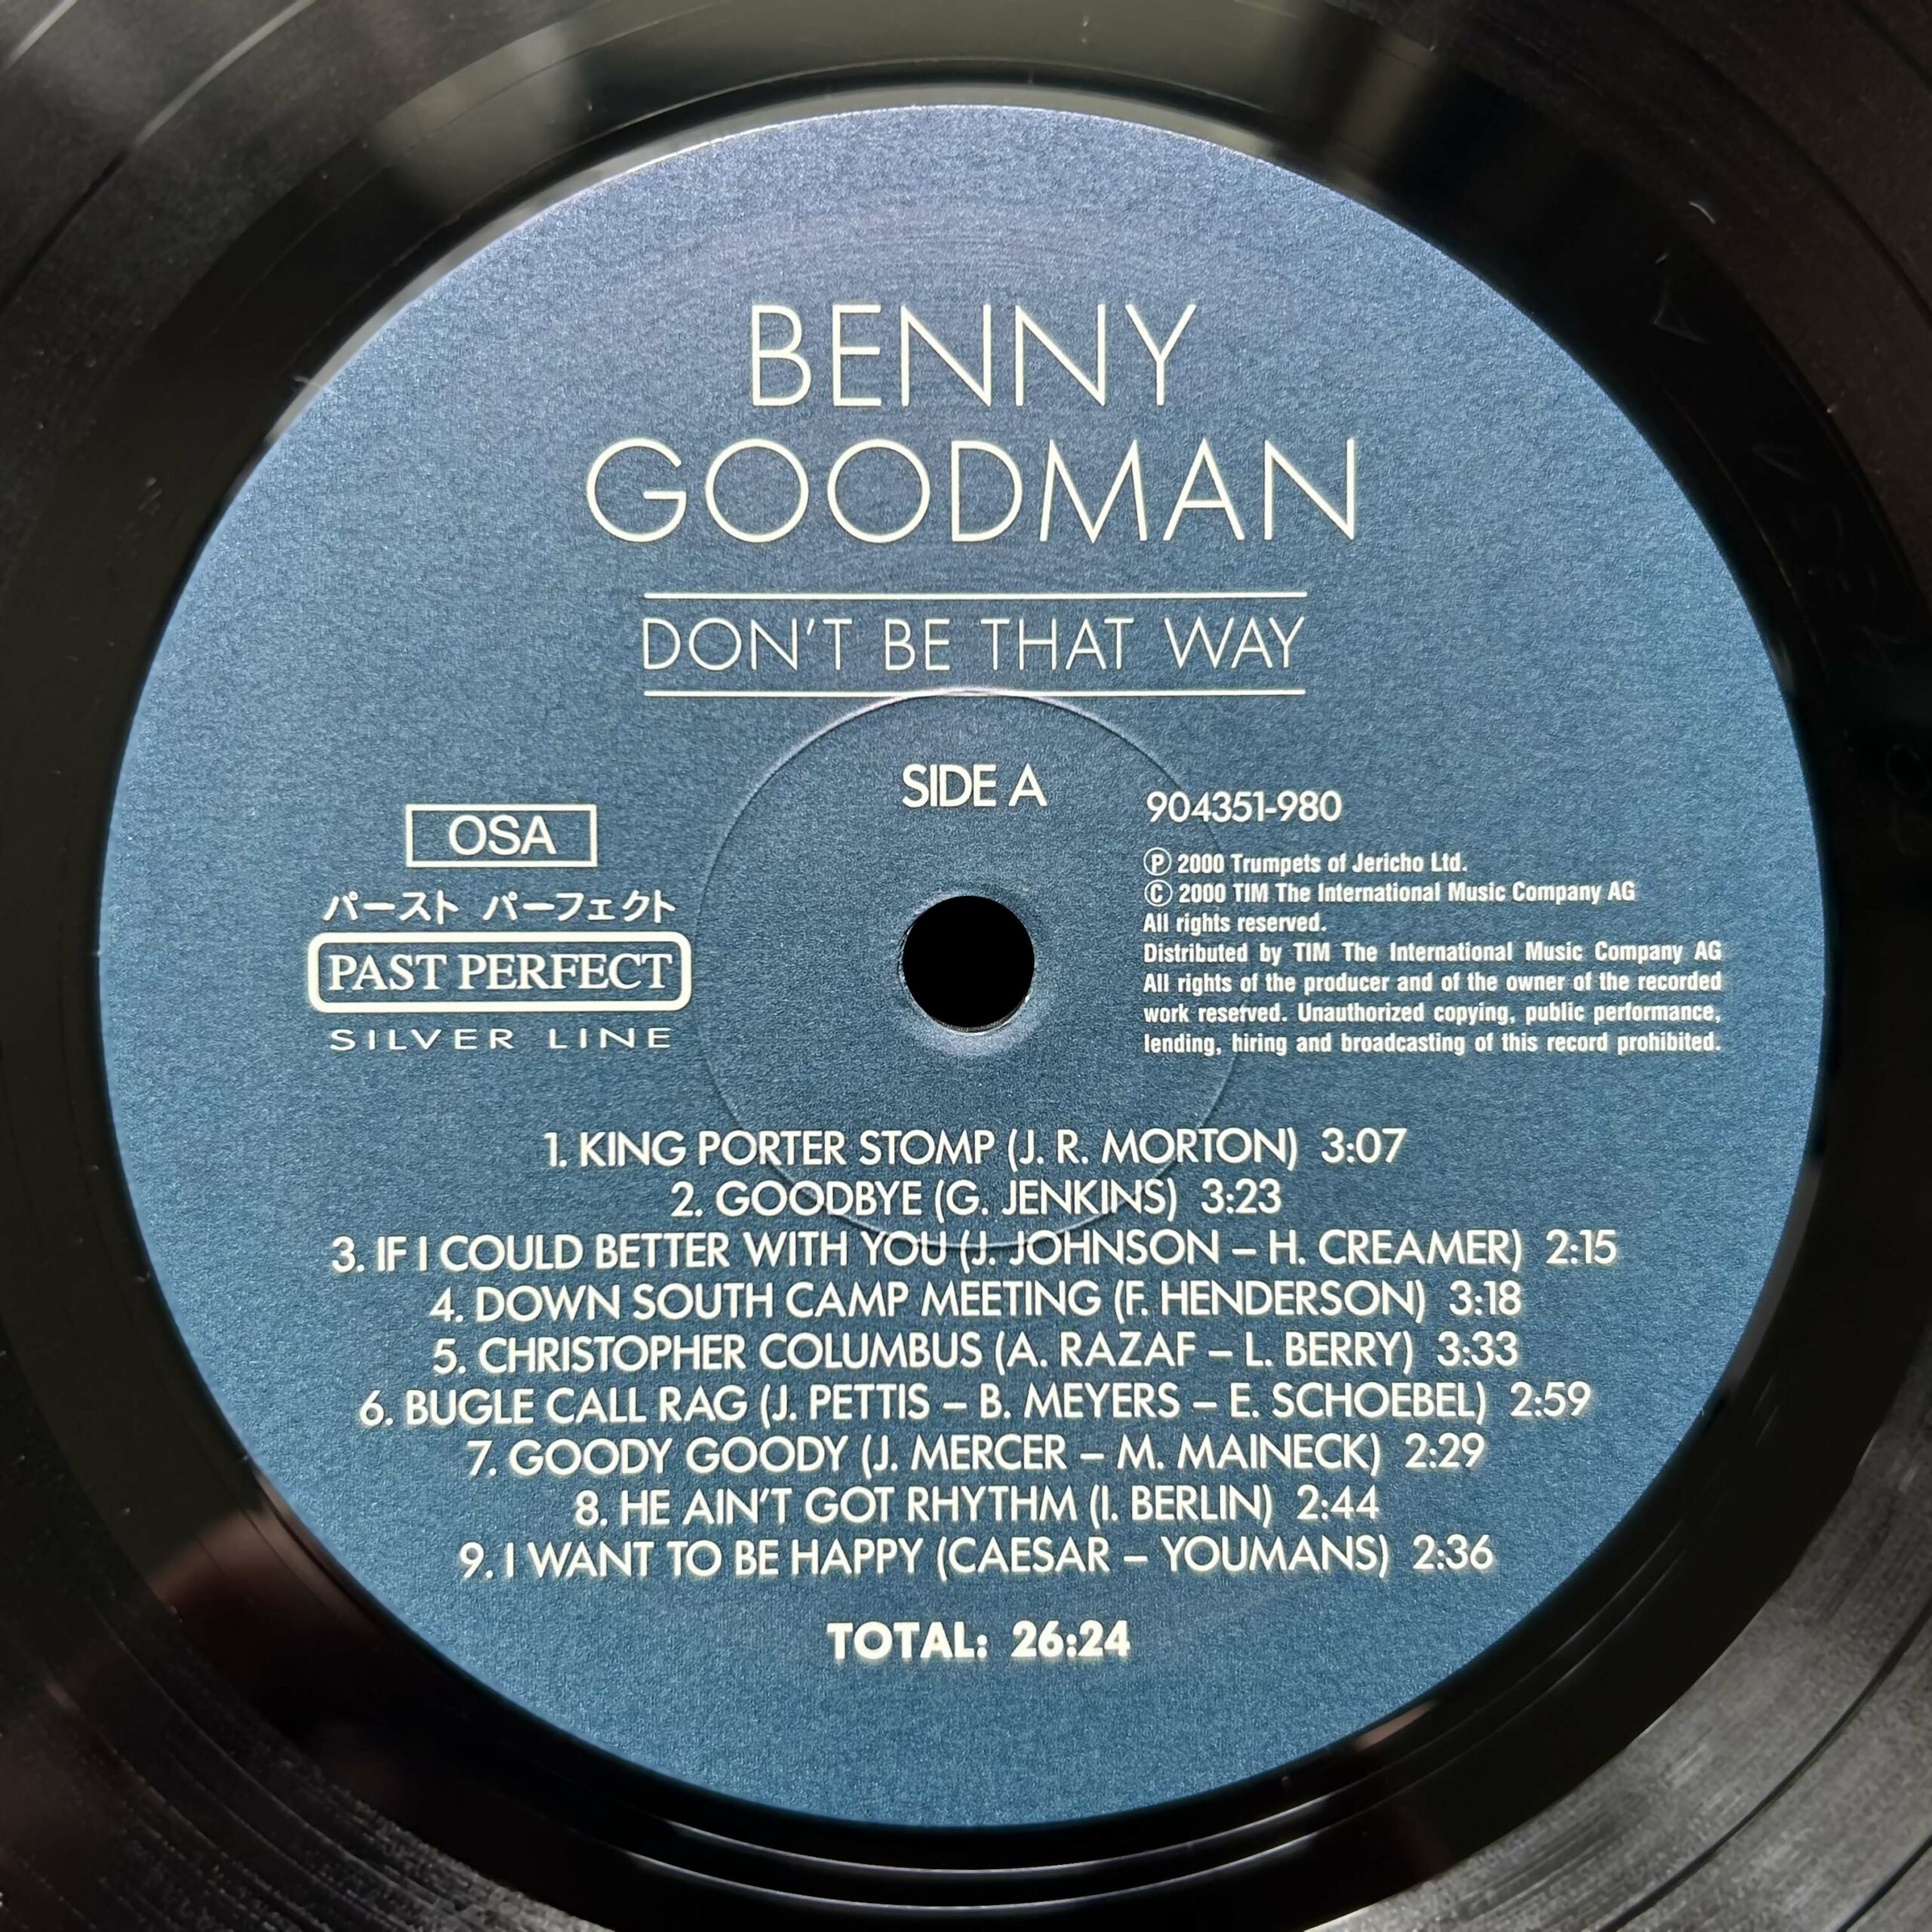 BENNY
GOODMAN
DON'T BE THAT WAY
SIDE A
OSA
パースト パーフェクト
PAST PERFECT
SILVER LINE
904351-980
Ⓟ 2000 Trumpets of Jericho Ltd.
© 2000 TIM The International Music Company AG
All rights reserved.
Distributed by TIM The International Music Company AG
All rights of the producer and of the owner of the recorded
work reserved. Unauthorized copying, public performance,
lending, hiring and broadcasting of this record prohibited.
1. KING PORTER STOMP (J. R. MORTON) 3:07
2. GOODBYE (G. JENKINS) 3:23
3. IF I COULD BETTER WITH YOU (J. JOHNSON – H. CREAMER) 2:15
4. DOWN SOUTH CAMP MEETING (F. HENDERSON) 3:18
5. CHRISTOPHER COLUMBUS (A. RAZAF – L. BERRY) 3:33
6. BUGLE CALL RAG (J. PETTIS – B. MEYERS – E. SCHOEBEL) 2:59
7. GOODY GOODY (J. MERCER – M. MAINECK) 2:29
8. HE AIN'T GOT RHYTHM (I. BERLIN) 2:44
9. I WANT TO BE HAPPY (CAESAR – YOUMANS) 2:36
TOTAL: 26:24